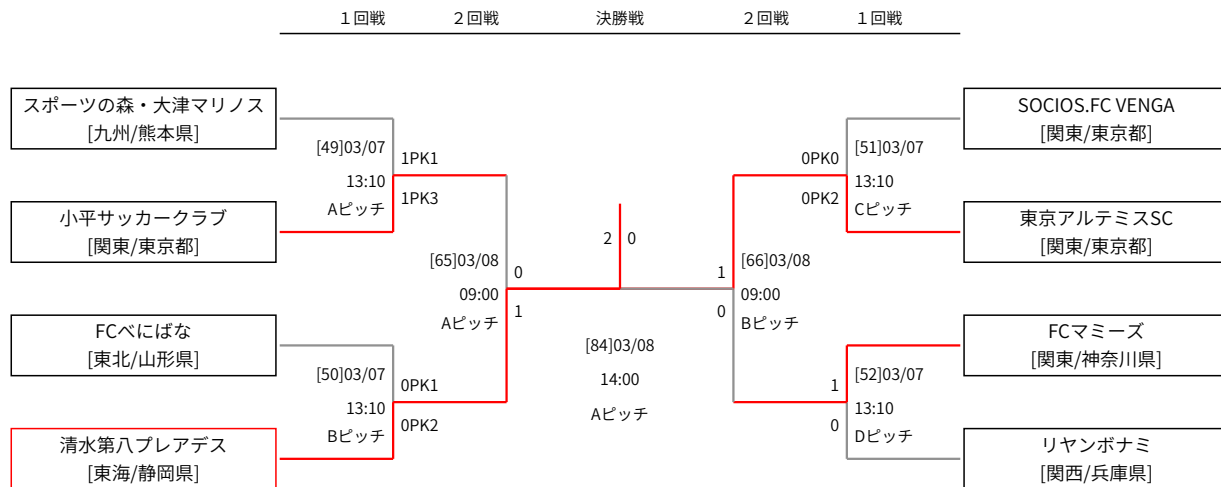 １回戦
２回戦
決勝戦
２回戦
１回戦
スポーツの森・大津マリノス
[九州/熊本県]
[49]03/07
13:10
Aピッチ
1PK1
1PK3
小平サッカークラブ
[関東/東京都]
[65]03/08
09:00
Aピッチ
0
1
FCべにばな
[東北/山形県]
[50]03/07
13:10
Bピッチ
0PK1
0PK2
清水第八プレアデス
[東海/静岡県]
2
0
[84]03/08
14:00
Aピッチ
SOCIOS.FC VENGA
[関東/東京都]
0PK0
0PK2
[51]03/07
13:10
Cピッチ
東京アルテミスSC
[関東/東京都]
1
0
[66]03/08
09:00
Bピッチ
FCマミーズ
[関東/神奈川県]
1
0
[52]03/07
13:10
Dピッチ
リヤンボナミ
[関西/兵庫県]